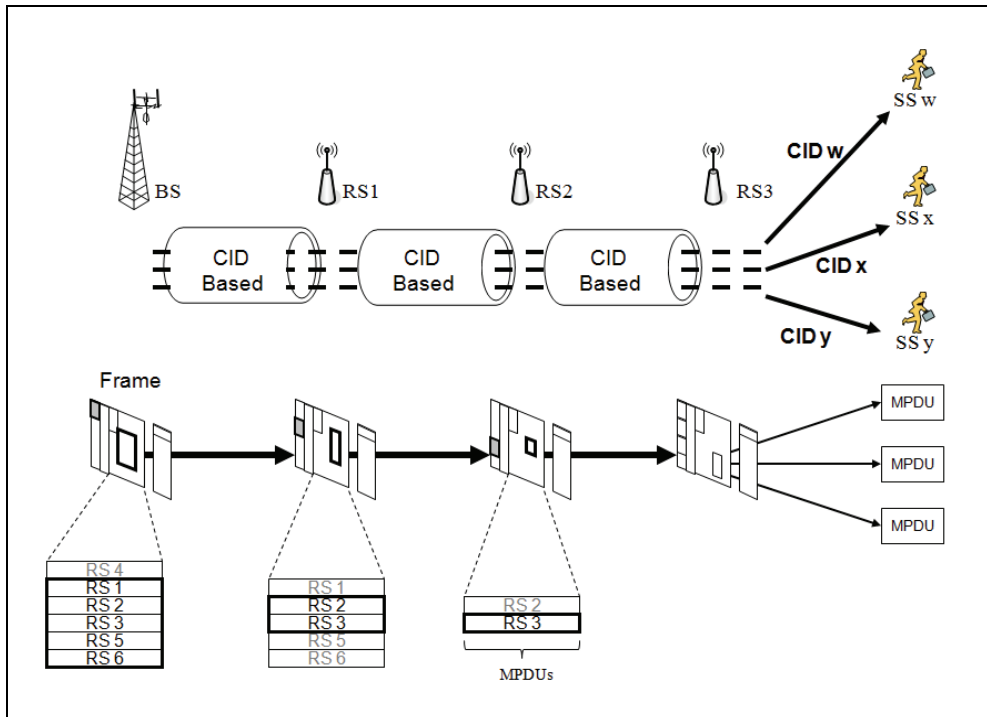 SS w
CID w
BS
RS1
RS2
RS3
SS x
CID
Based
CID
Based
CID
Based
CID x
CID y
SS y
Frame
MPDU
MPDU
MPDU
RS 4
RS 1
RS 2
RS 3
RS 5
RS 6
RS 1
RS 2
RS 3
RS 5
RS 6
RS 2
RS 3
MPDUs